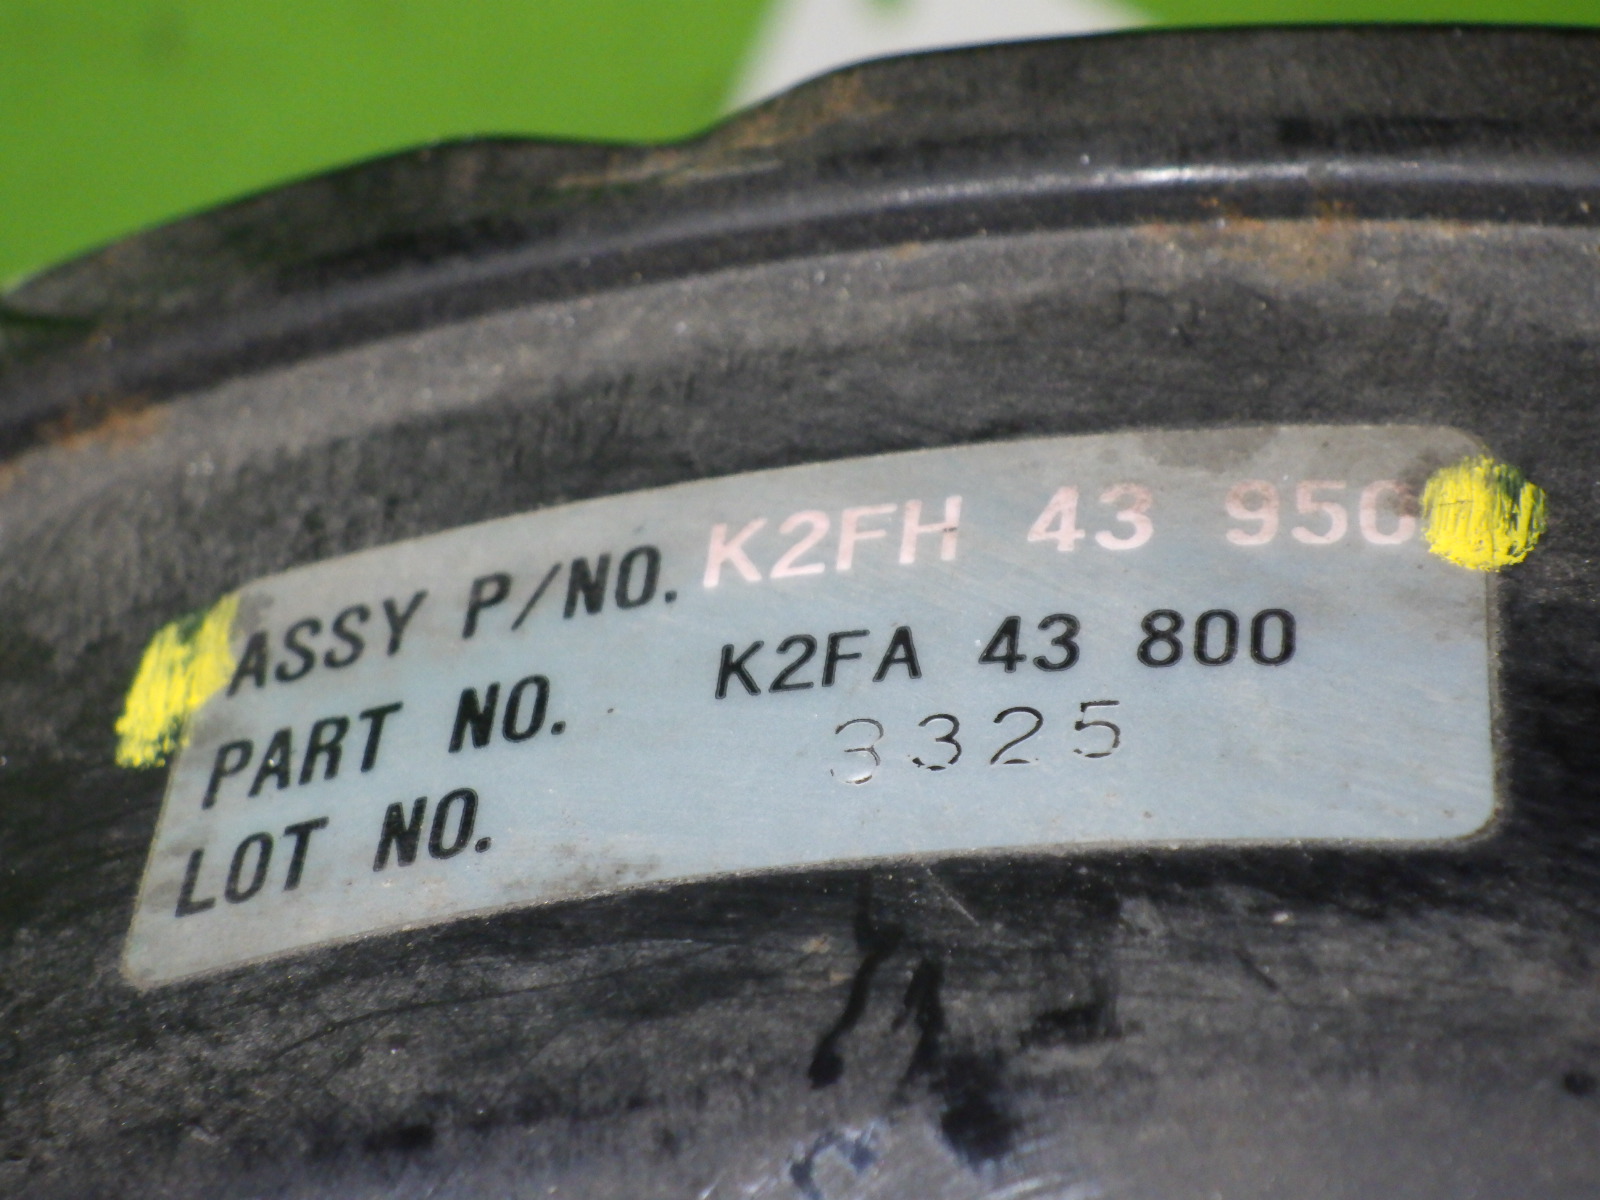 ASSY P/NO. K2FH 43 950
PART NO. K2FA 43 800
LOT NO. 3325